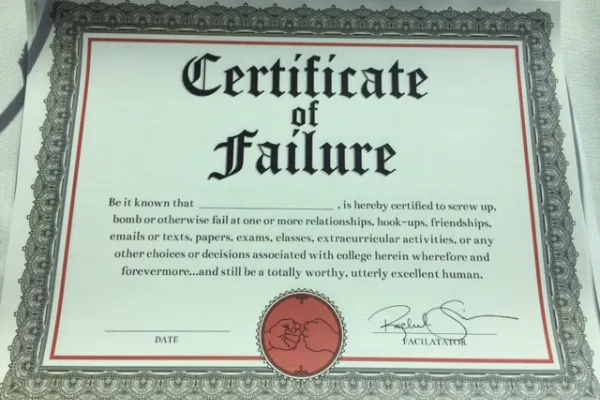 Certificate
of
Failure
Be it known that ________________________ , is hereby certified to screw up,
bomb or otherwise fail at one or more relationships, hook-ups, friendships,
emails or texts, papers, exams, classes, extracurricular activities, or any
other choices or decisions associated with college herein wherefore and
forevermore...and still be a totally worthy, utterly excellent human.
DATE
FACILATATOR